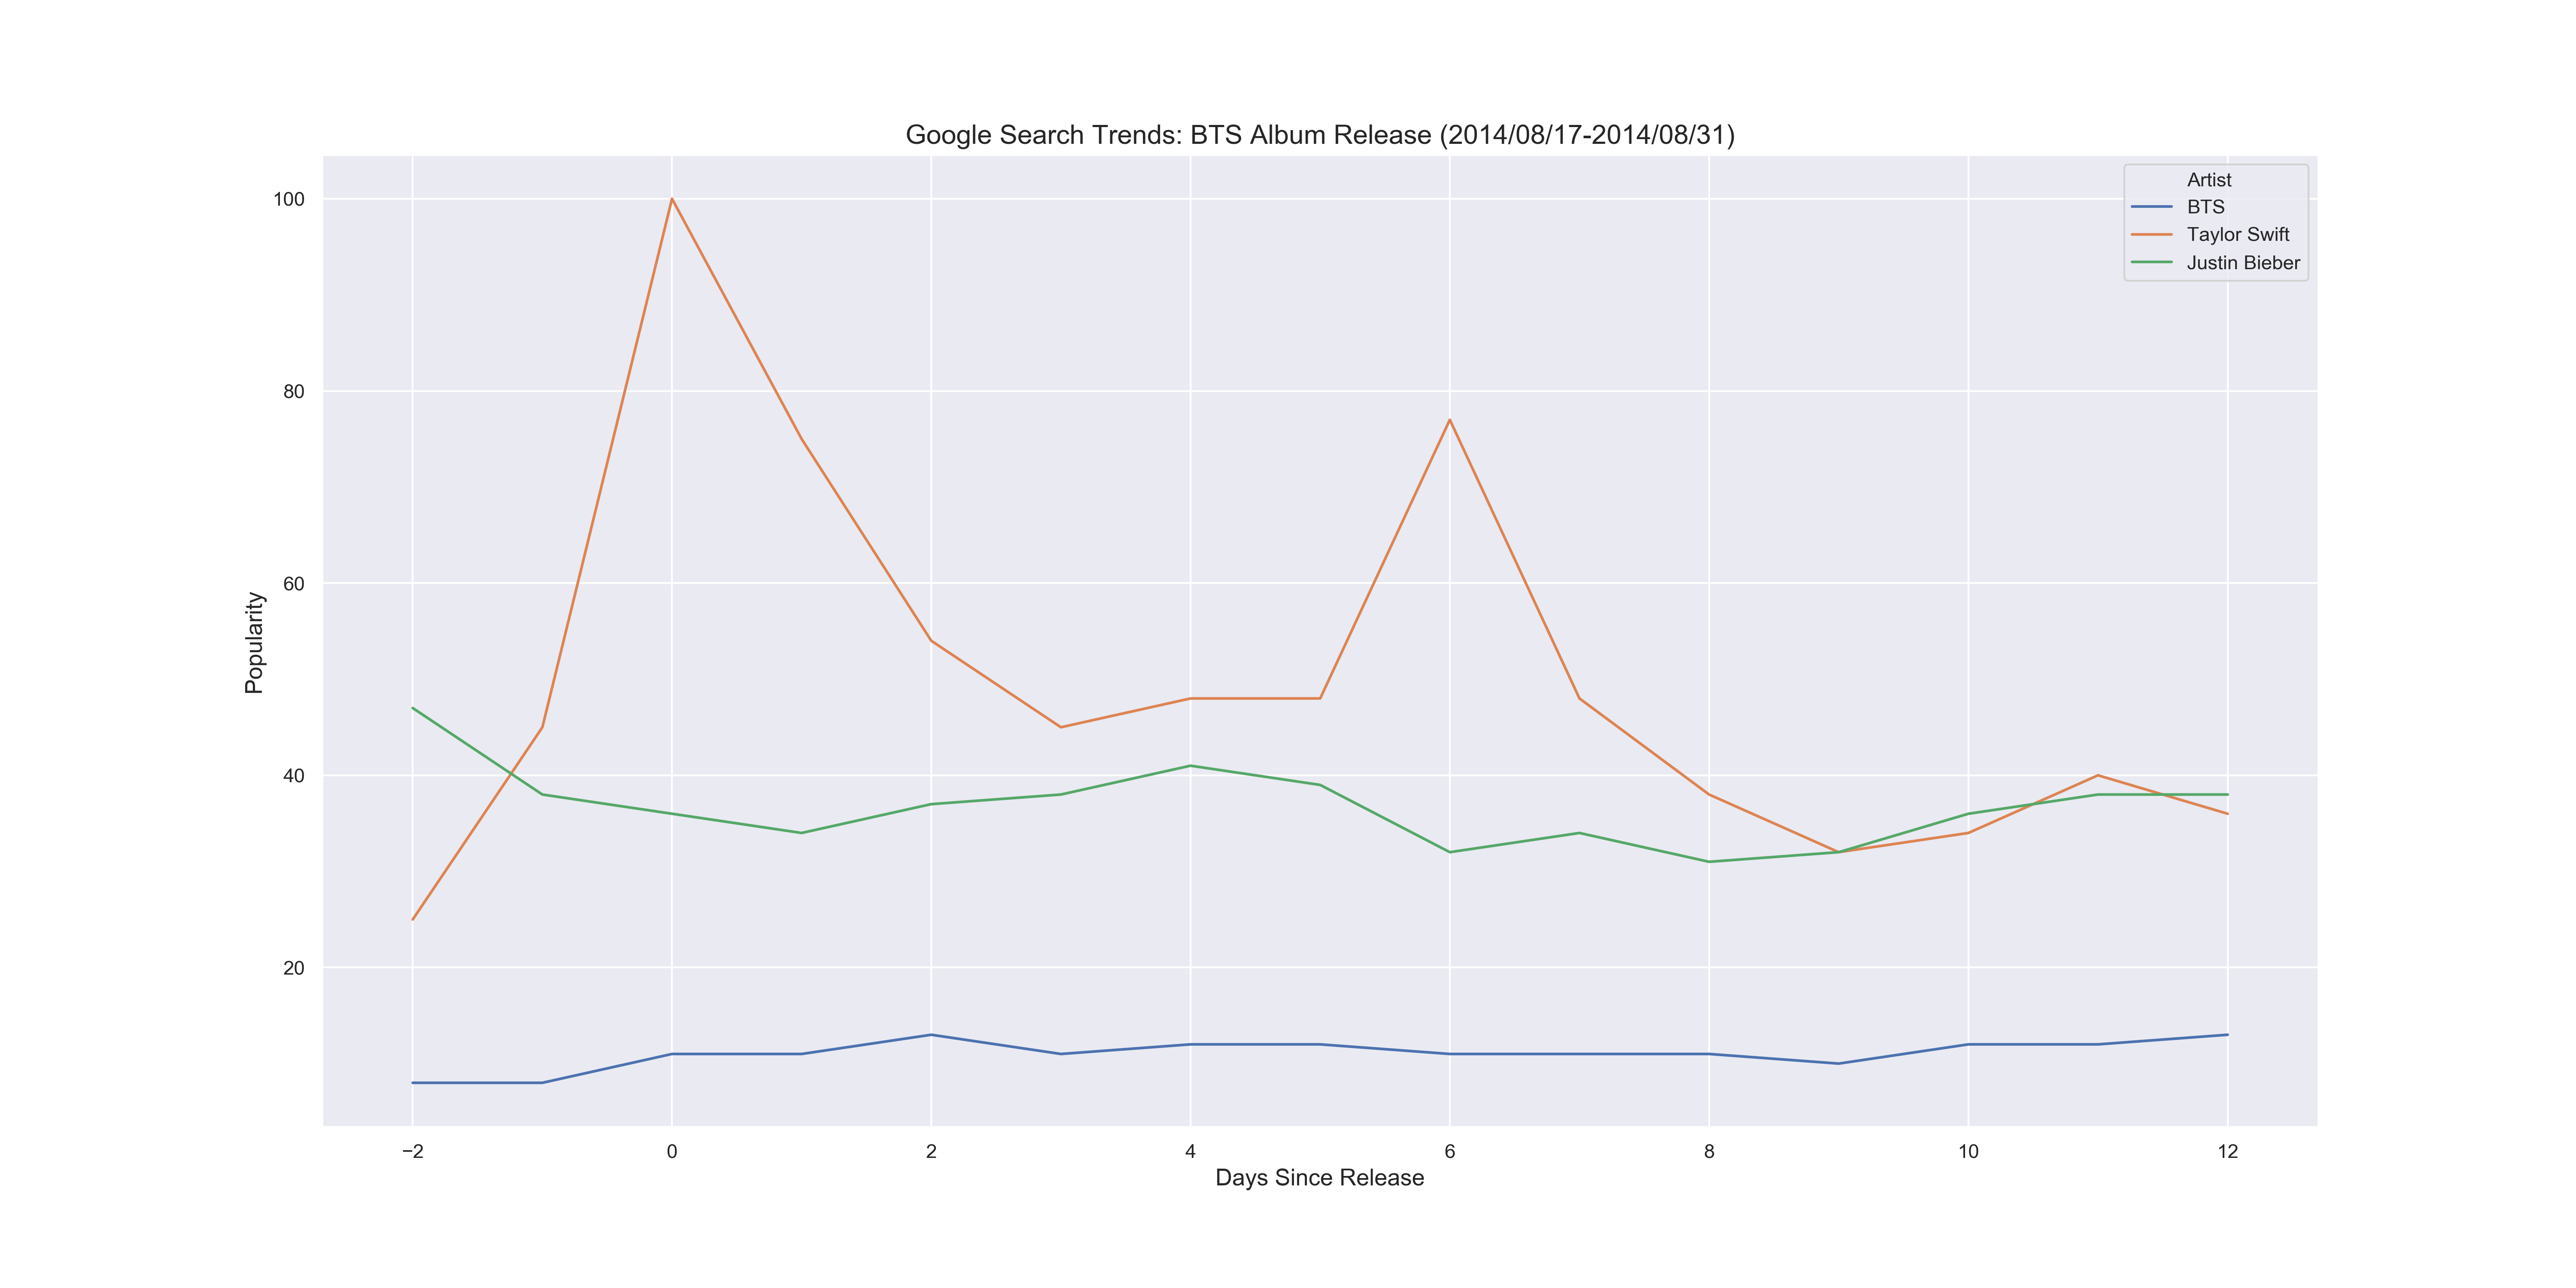 Google Search Trends: BTS Album Release (2014/08/17-2014/08/31)
Artist
BTS
Taylor Swift
Justin Bieber
100
80
60
40
20
Popularity
−2 0 2 4 6 8 10 12
Days Since Release